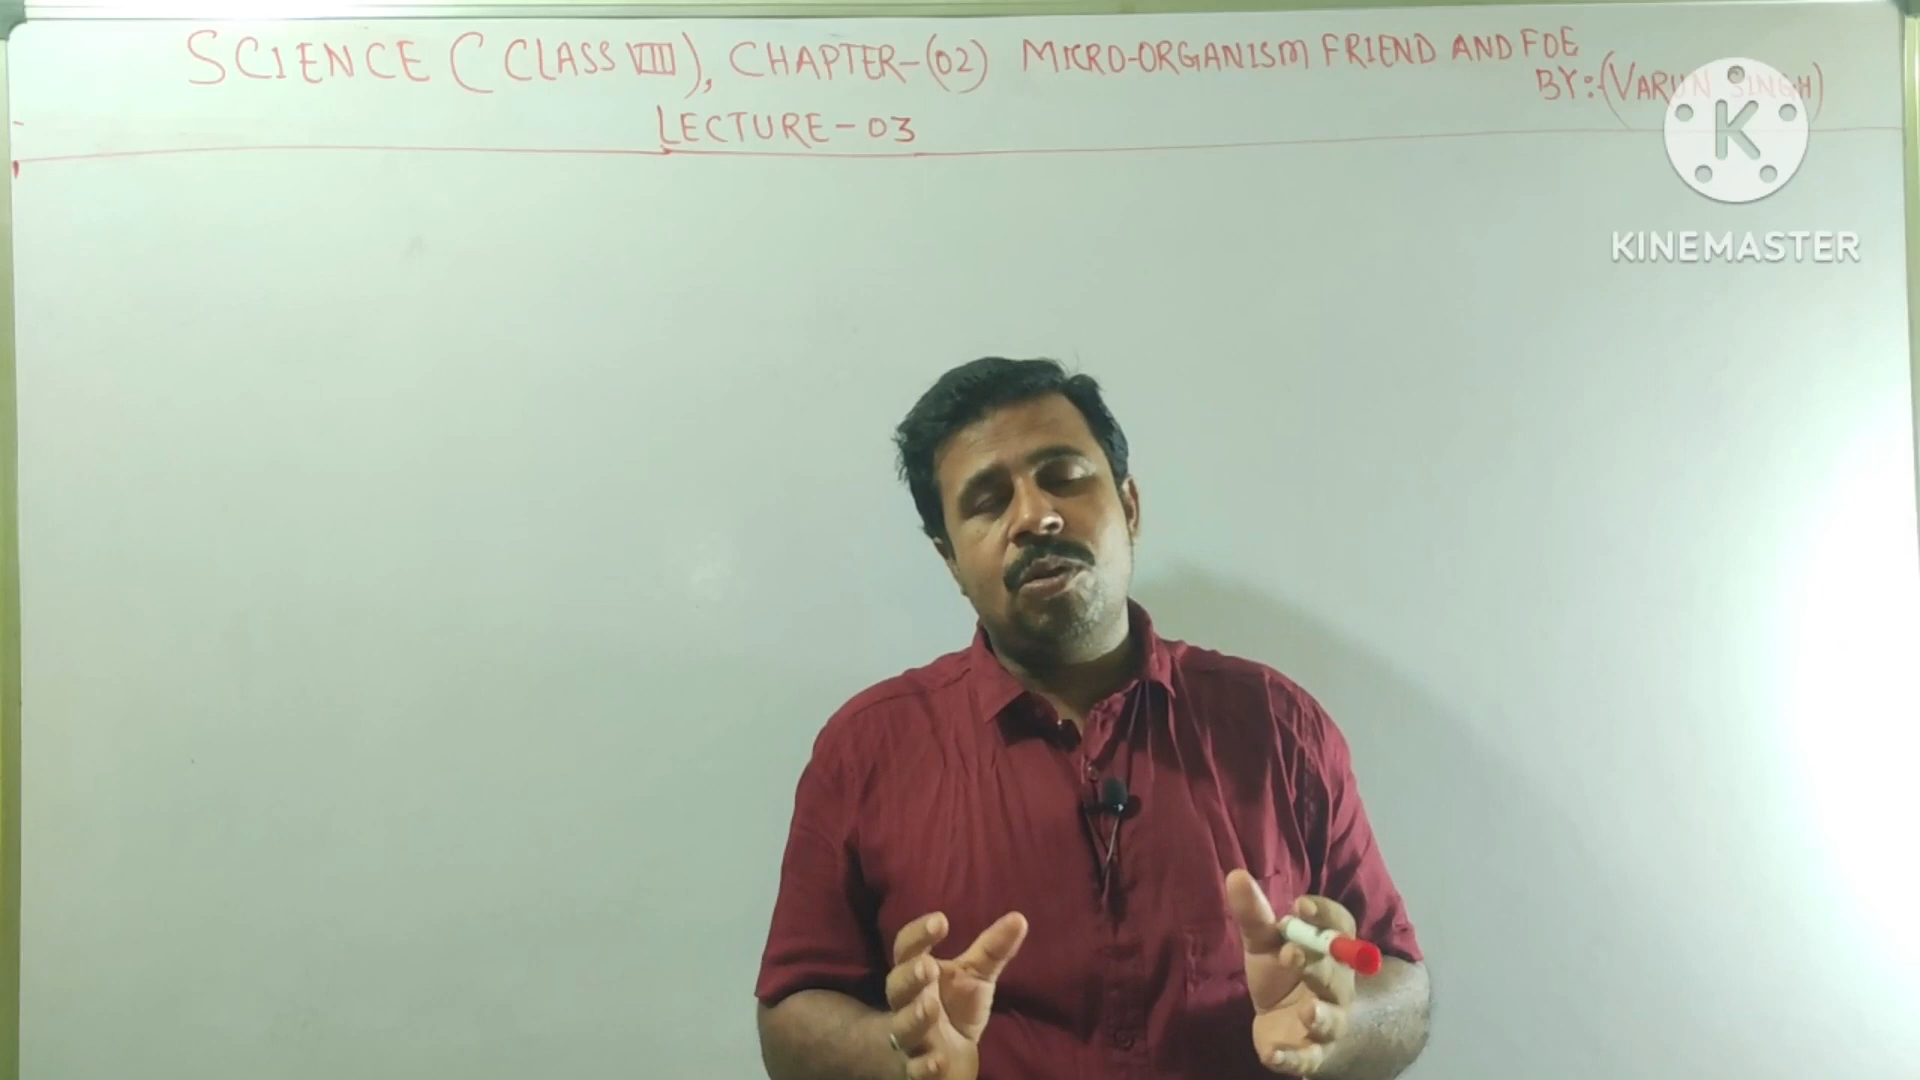 SCIENCE (CLASS VIII), CHAPTER-(02) MICRO-ORGANISM FRIEND AND FOE
BY:-(VARUN SINGH)
LECTURE-03
K
KINEMASTER